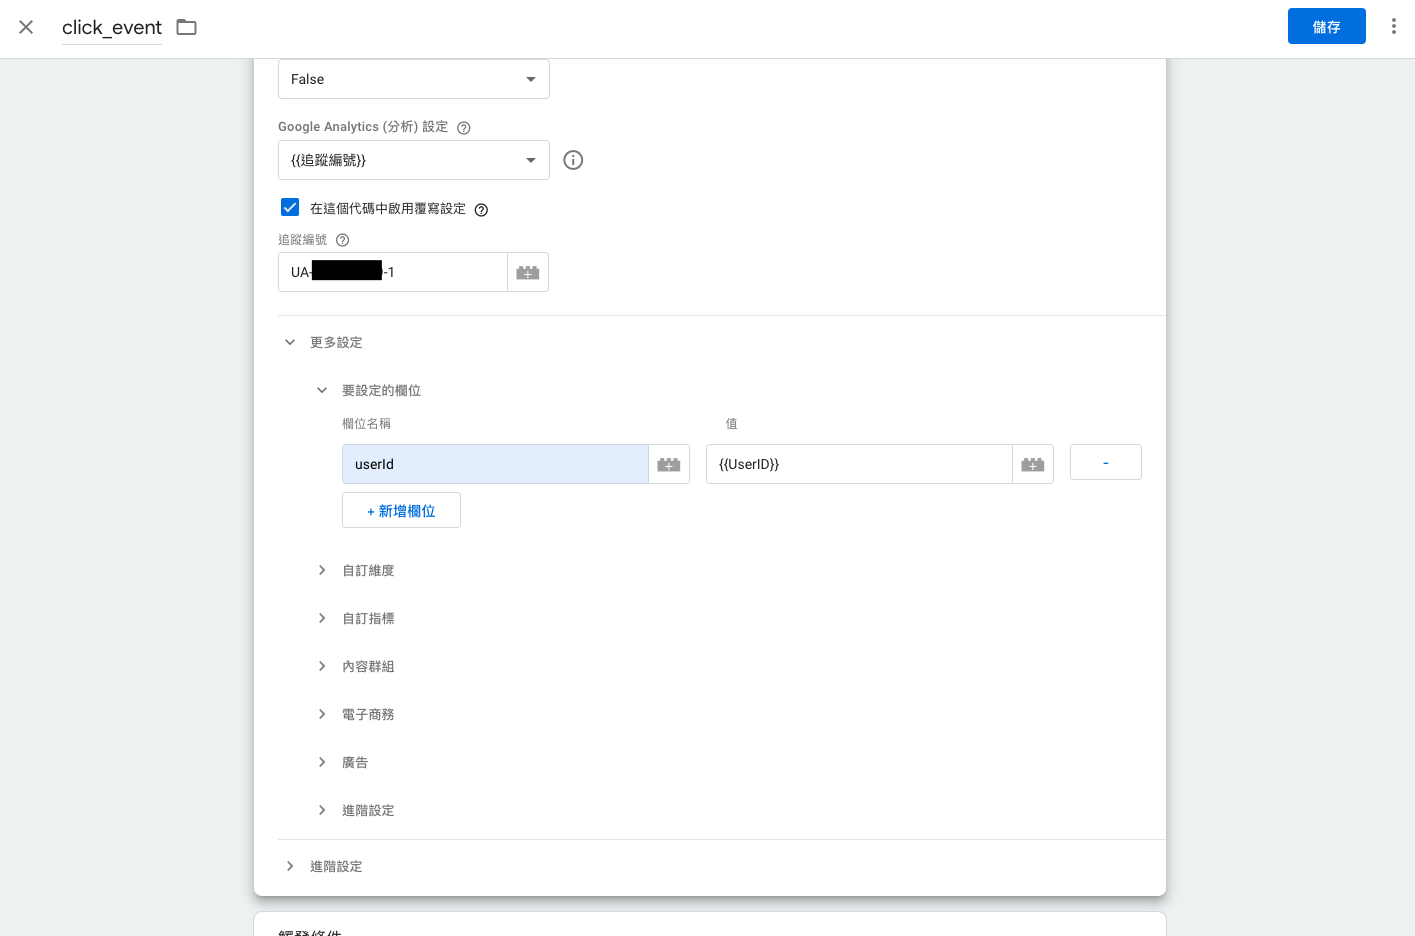 click_event
儲存
False
Google Analytics (分析) 設定
{{追蹤編號}}
在這個代碼中啟用覆寫設定
追蹤編號
UA- -1
更多設定
要設定的欄位
欄位名稱 值
userId {{UserID}} -
+ 新增欄位
自訂維度
自訂指標
內容群組
電子商務
廣告
進階設定
進階設定
觸發條件